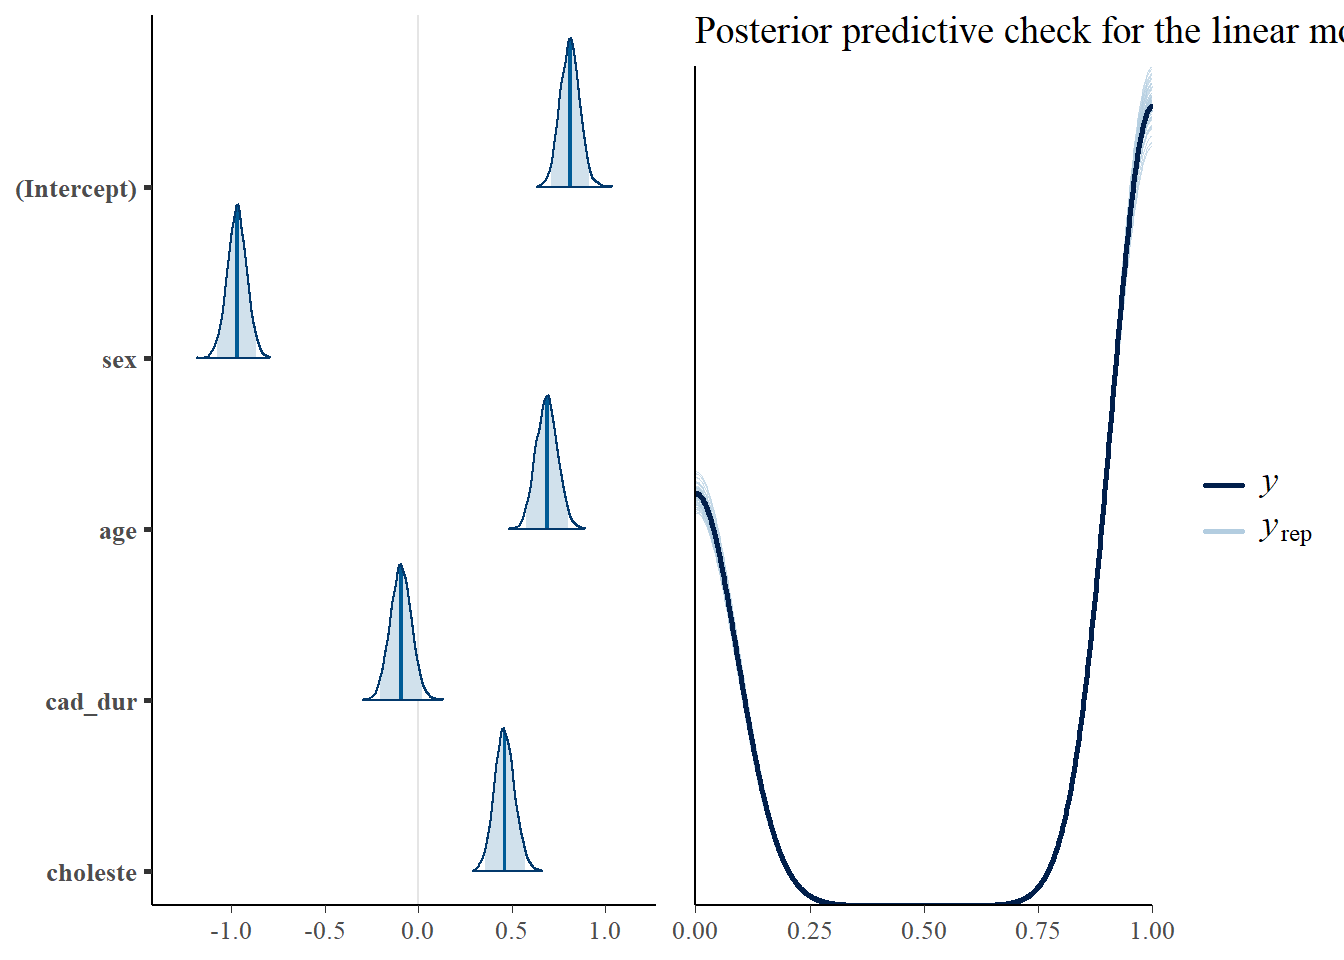 (Intercept)
sex
age
cad_dur
choleste
-1.0 -0.5 0.0 0.5 1.0
Posterior predictive check for the linear
0.00 0.25 0.50 0.75 1.00
y
yrep